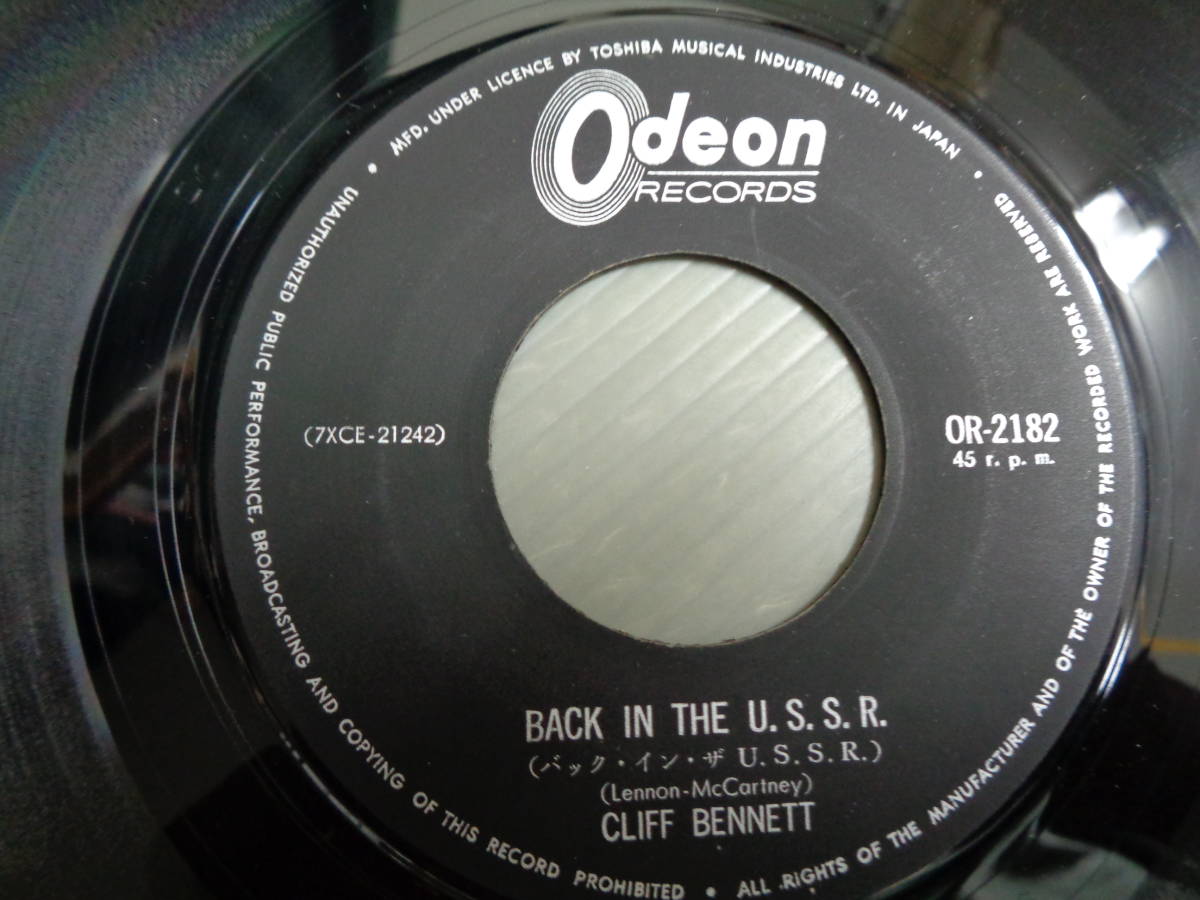 MFD. UNDER LICENCE BY TOSHIBA MUSICAL INDUSTRIES LTD. IN JAPAN •
Odeon
RECORDS
(7XCE-21242)
OR-2182
45 r. p. m.
BACK IN THE U. S. S. R.
(バック・イン・ザ U. S. S. R.)
(Lennon-McCartney)
CLIFF BENNETT
• UNAUTHORIZED PUBLIC PERFORMANCE, BROADCASTING AND COPYING OF THIS RECORD PROHIBITED • ALL RIGHTS OF THE MANUFACTURER AND OF THE OWNER OF THE RECORDED WORK ARE RESERVED